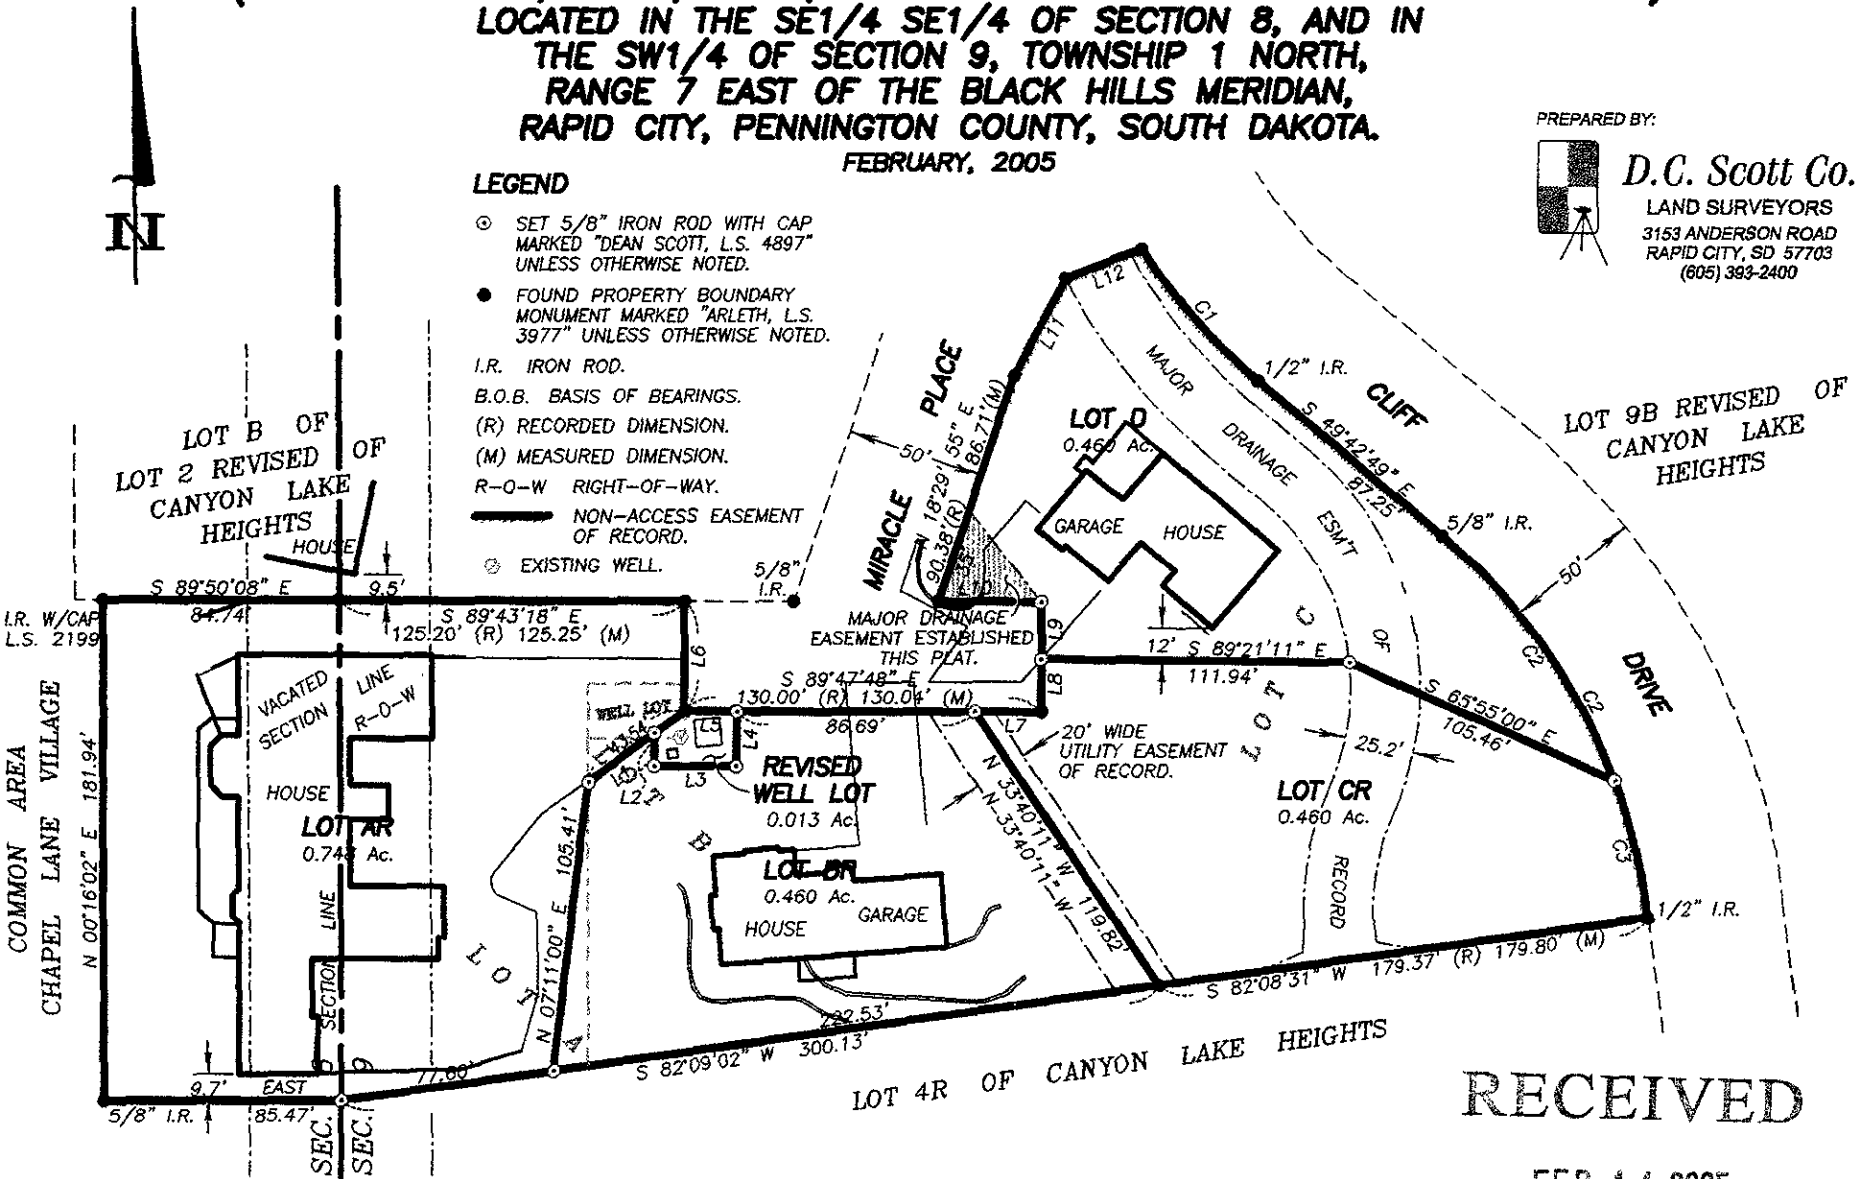 LOCATED IN THE SE1/4 SE1/4 OF SECTION 8, AND IN
THE SW1/4 OF SECTION 9, TOWNSHIP 1 NORTH,
RANGE 7 EAST OF THE BLACK HILLS MERIDIAN,
RAPID CITY, PENNINGTON COUNTY, SOUTH DAKOTA.
FEBRUARY, 2005
PREPARED BY:
D.C. Scott Co.
LAND SURVEYORS
3153 ANDERSON ROAD
RAPID CITY, SD 57703
(605) 393-2400
N
LEGEND
SET 5/8" IRON ROD WITH CAP
MARKED "DEAN SCOTT, L.S. 4897"
UNLESS OTHERWISE NOTED.
FOUND PROPERTY BOUNDARY
MONUMENT MARKED "ARLETH, L.S.
3977" UNLESS OTHERWISE NOTED.
I.R. IRON ROD.
B.O.B. BASIS OF BEARINGS.
(R) RECORDED DIMENSION.
(M) MEASURED DIMENSION.
R-O-W RIGHT-OF-WAY.
NON-ACCESS EASEMENT
OF RECORD.
EXISTING WELL.
LOT B OF
LOT 2 REVISED OF
CANYON LAKE
HEIGHTS
HOUSE
9.5'
S 89°50'08" E
84.74'
S 89°43'18" E
125.20' (R) 125.25' (M)
I.R. W/CAP
L.S. 2199
5/8"
I.R.
MIRACLE PLACE
50'
N 18°29'55" E
90.38'(R) 86.71'(M)
35'
L11
L12
C1
1/2" I.R.
CLIFF
S 49°42'49" E
87.25'
5/8" I.R.
50'
C2
C2
DRIVE
LOT 9B REVISED OF
CANYON LAKE
HEIGHTS
LOT D
0.460 Ac.
GARAGE
HOUSE
MAJOR
DRAINAGE
ESM'T
OF
RECORD
MAJOR DRAINAGE
EASEMENT ESTABLISHED
THIS PLAT.
L9
L8
12'
S 89°21'11" E
111.94'
LOT C
S 65°55'00" E
105.46'
25.2'
L6
S 89°47'48" E
130.00' (R) 130.04' (M)
86.69'
L7
20' WIDE
UTILITY EASEMENT
OF RECORD.
WELL LOT
43.54'
L5
L4
L3
L2
L1
REVISED
WELL LOT
0.013 Ac.
VACATED
SECTION
LINE
R-O-W
HOUSE
LOT AR
SECTION LINE
COMMON AREA
CHAPEL LANE VILLAGE
N 00°16'02" E 181.94'
N 07°11'00" E 105.41'
LOT A
B
LOT BR
0.460 Ac.
HOUSE
GARAGE
N 33°40'11" W 119.82'
N 33°40'11" W
LOT CR
0.460 Ac.
C3
1/2" I.R.
S 82°08'31" W 179.37' (R) 179.80' (M)
222.53'
S 82°09'02" W 300.13'
77.60'
9.7'
EAST
85.47'
5/8" I.R.
9
SEC.
SEC.
LOT 4R OF CANYON LAKE HEIGHTS
RECEIVED